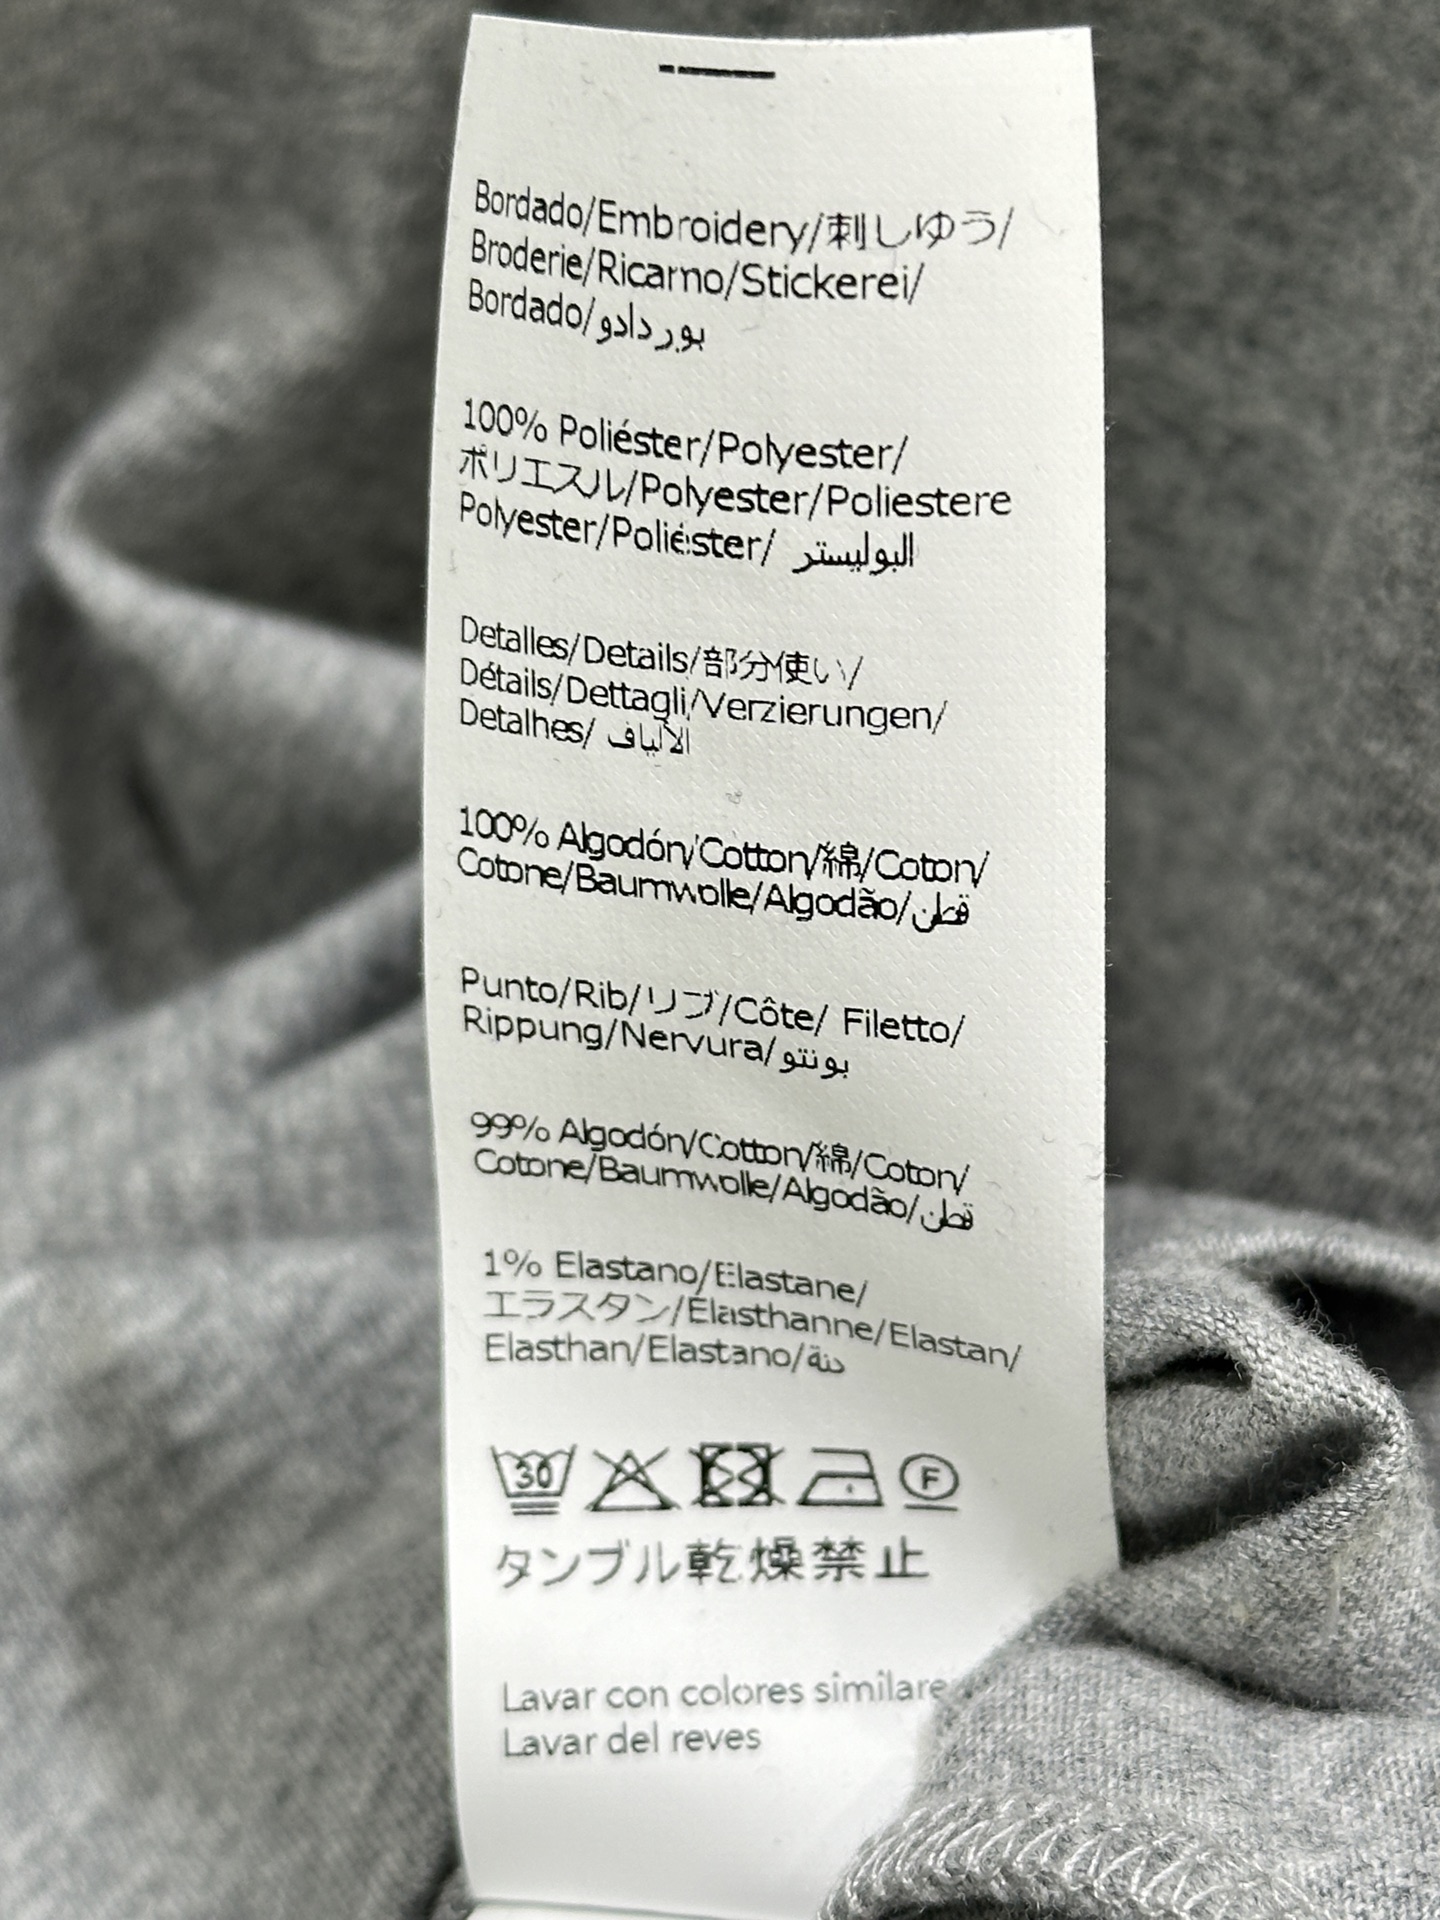 Bordado/Embroidery/刺しゆう/
Broderie/Ricamo/Stickerei/
Bordado/بوردادو
100% Poliéster/Polyester/
ポリエスル/Polyester/Poliestere
Polyester/Poliéster/ البوليستر
Detalles/Details/部分使い/
Détails/Dettagli/Verzierungen/
Detalhes/ الألياف
100% Algodón/Cotton/綿/Coton/
Cotone/Baumwolle/Algodão/قطن
Punto/Rib/リブ/Côte/ Filetto/
Rippung/Nervura/بونتو
99% Algodón/Cotton/綿/Coton/
Cotone/Baumwolle/Algodão/قطن
1% Elastano/Elastane/
エラスタン/Elasthanne/Elastan/
Elasthan/Elastano/دنة
30 F
タンブル乾燥禁止
Lavar con colores similare
Lavar del reves